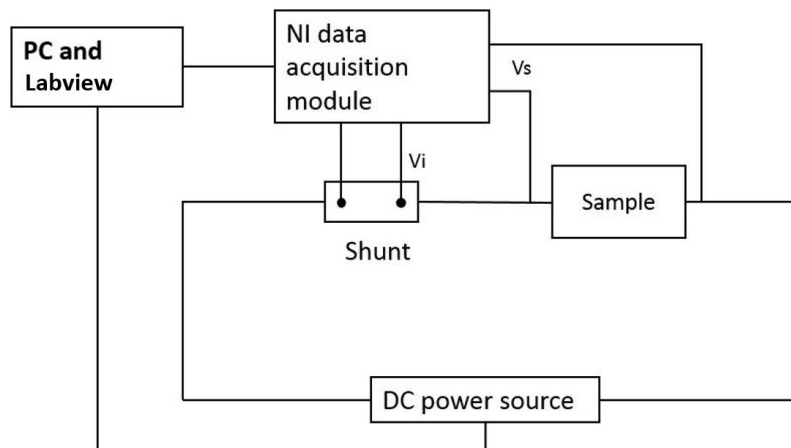 PC and
Labview
NI data
acquisition
module
Vs
Vi
Sample
Shunt
DC power source